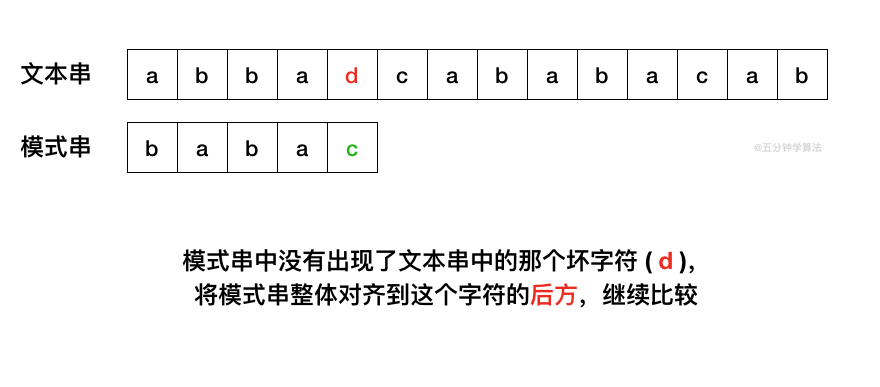 文本串 a b b a d c a b a b a c a b
模式串 b a b a c
@五分钟学算法
模式串中没有出现了文本串中的那个坏字符 ( d ),
将模式串整体对齐到这个字符的后方，继续比较